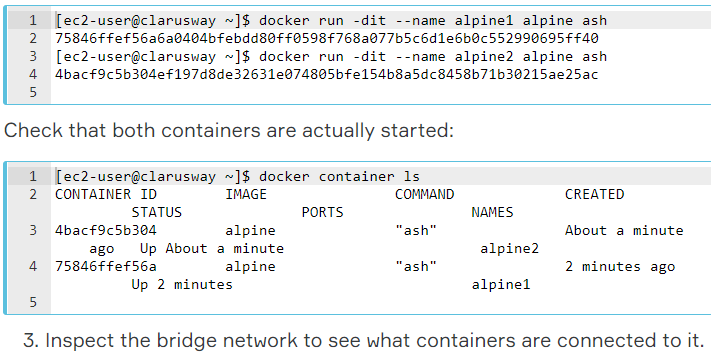 1 [ec2-user@clarusway ~]$ docker run -dit --name alpine1 alpine ash
2 75846ffef56a6a0404bfebdd80ff0598f768a077b5c6d1e6b0c552990695ff40
3 [ec2-user@clarusway ~]$ docker run -dit --name alpine2 alpine ash
4 4bacf9c5b304ef197d8de32631e074805bfe154b8a5dc8458b71b30215ae25ac
5
Check that both containers are actually started:
1 [ec2-user@clarusway ~]$ docker container ls
2 CONTAINER ID IMAGE COMMAND CREATED
STATUS PORTS NAMES
3 4bacf9c5b304 alpine "ash" About a minute
ago Up About a minute alpine2
4 75846ffef56a alpine "ash" 2 minutes ago
Up 2 minutes alpine1
5
3. Inspect the bridge network to see what containers are connected to it.